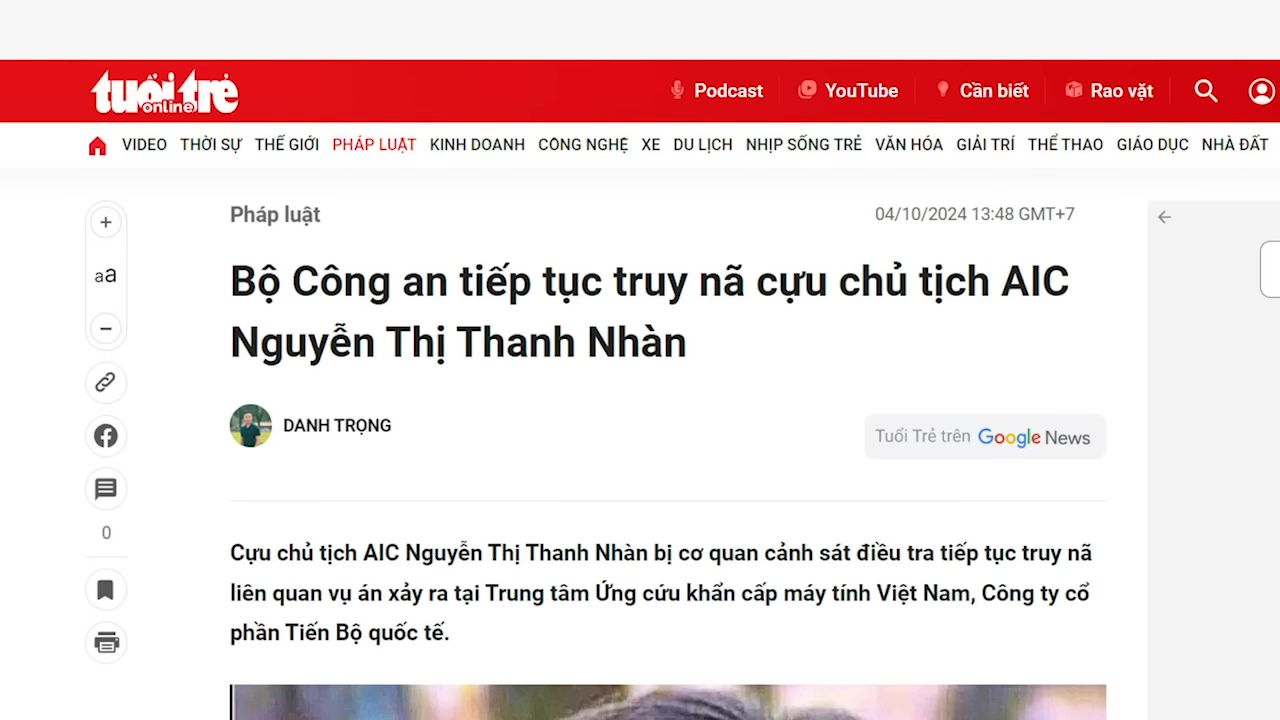 tuổi trẻ
online
Podcast
YouTube
Cần biết
Rao vặt
VIDEO THỜI SỰ THẾ GIỚI PHÁP LUẬT KINH DOANH CÔNG NGHỆ XE DU LỊCH NHỊP SỐNG TRẺ VĂN HÓA GIẢI TRÍ THỂ THAO GIÁO DỤC NHÀ ĐẤT
Pháp luật
04/10/2024 13:48 GMT+7
+
aa
−
0
Bộ Công an tiếp tục truy nã cựu chủ tịch AIC
Nguyễn Thị Thanh Nhàn
DANH TRỌNG
Tuổi Trẻ trên Google News
Cựu chủ tịch AIC Nguyễn Thị Thanh Nhàn bị cơ quan cảnh sát điều tra tiếp tục truy nã
liên quan vụ án xảy ra tại Trung tâm Ứng cứu khẩn cấp máy tính Việt Nam, Công ty cổ
phần Tiến Bộ quốc tế.